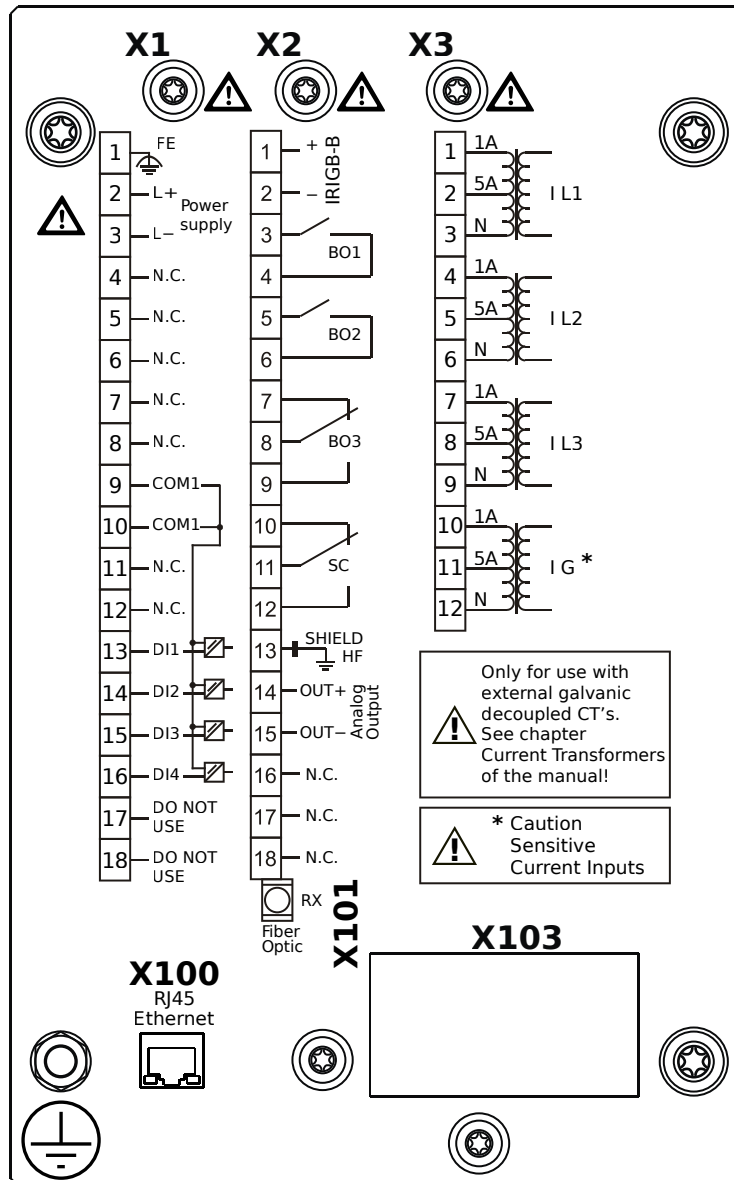 X1 X2 X3
1 FE
2 L+
3 L−
Power
supply
4 N.C.
5 N.C.
6 N.C.
7 N.C.
8 N.C.
9 COM1
10 COM1
11 N.C.
12 N.C.
13 DI1
14 DI2
15 DI3
16 DI4
17 DO NOT
USE
18 DO NOT
USE
1 +
2 −
IRIGB-B
3
4
BO1
5
6
BO2
7
8
9
BO3
10
11
12
SC
13 SHIELD
HF
14 OUT+
15 OUT−
Analog
Output
16 N.C.
17 N.C.
18 N.C.
RX
Fiber
Optic
X101
1 1A
2 5A
3 N
I L1
4 1A
5 5A
6 N
I L2
7 1A
8 5A
9 N
I L3
10 1A
11 5A
12 N
I G *
! Only for use with
external galvanic
decoupled CT's.
See chapter
Current Transformers
of the manual!
! * Caution
Sensitive
Current Inputs
X100
RJ45
Ethernet
X103